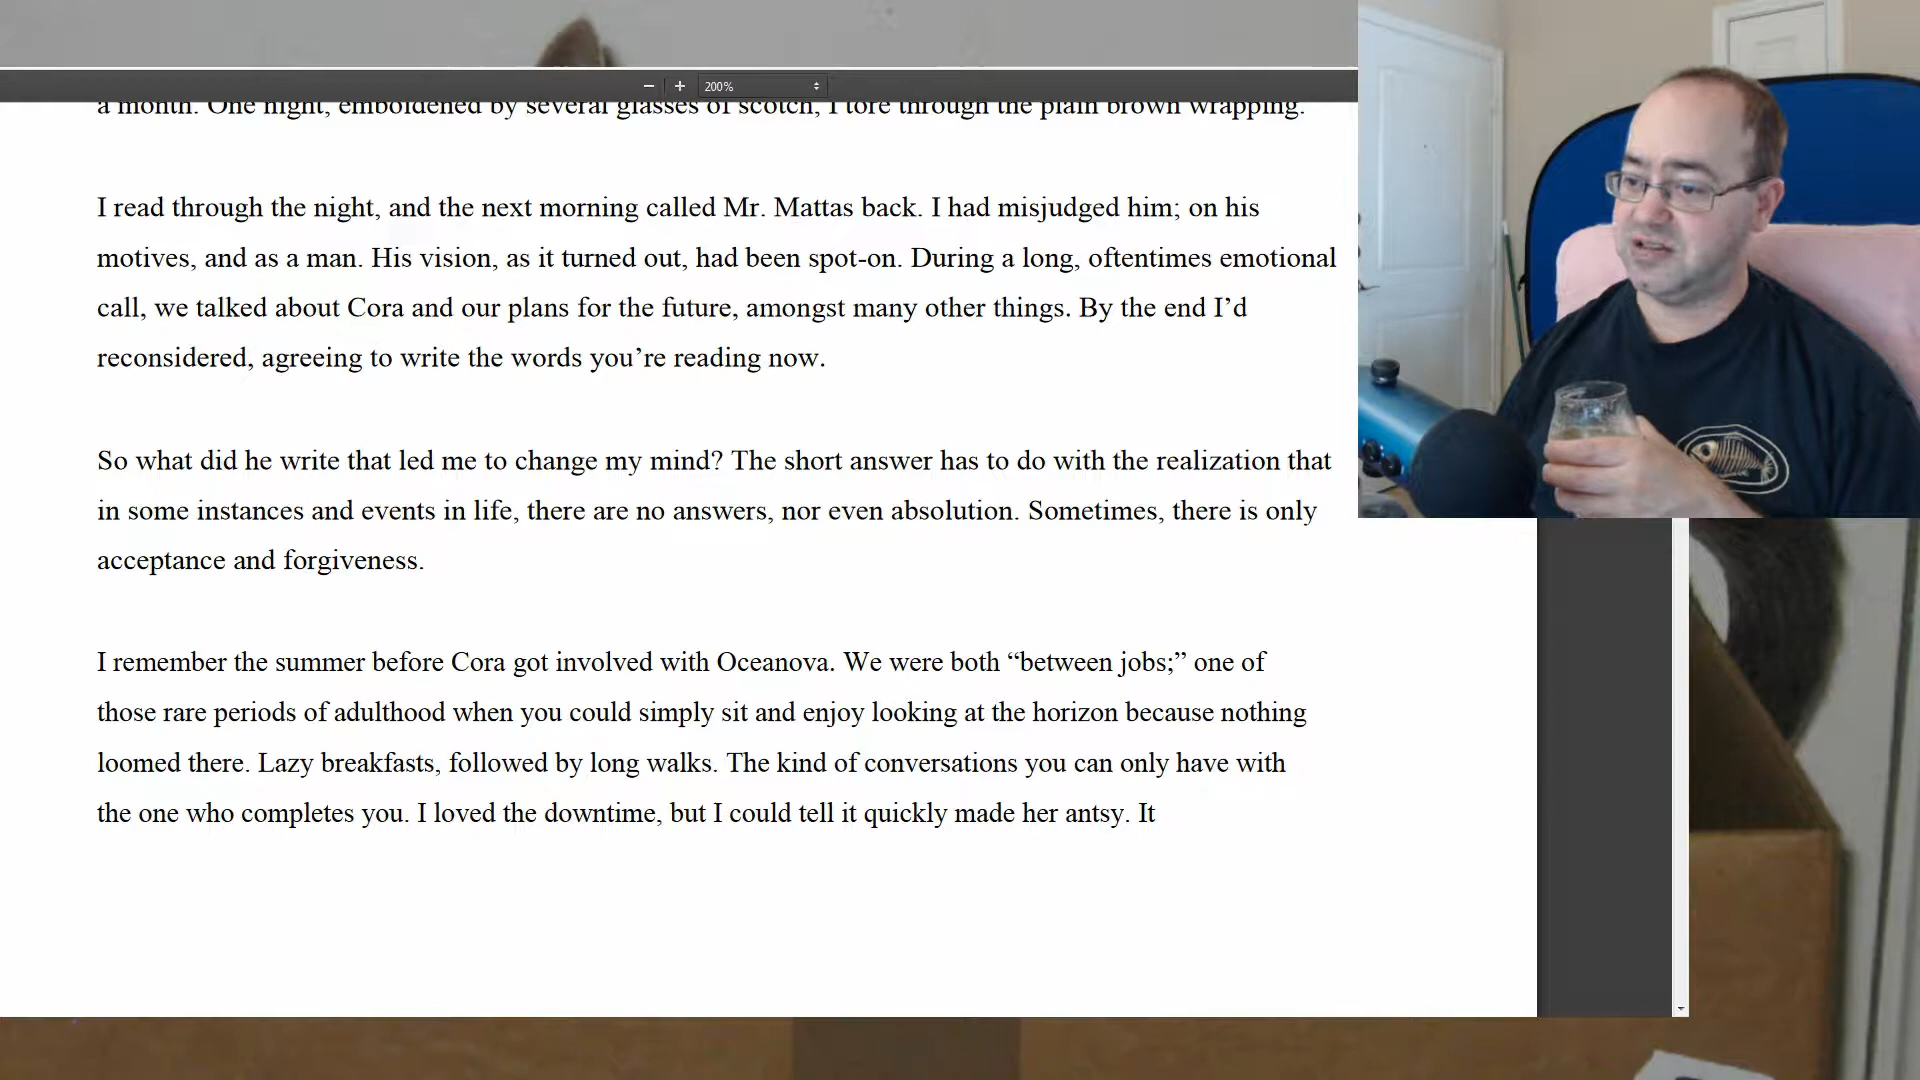 200%
a month. One night, emboldened by several glasses of scotch, I tore through the plain brown wrapping.
I read through the night, and the next morning called Mr. Mattas back. I had misjudged him; on his
motives, and as a man. His vision, as it turned out, had been spot-on. During a long, oftentimes emotional
call, we talked about Cora and our plans for the future, amongst many other things. By the end I’d
reconsidered, agreeing to write the words you’re reading now.
So what did he write that led me to change my mind? The short answer has to do with the realization that
in some instances and events in life, there are no answers, nor even absolution. Sometimes, there is only
acceptance and forgiveness.
I remember the summer before Cora got involved with Oceanova. We were both “between jobs;” one of
those rare periods of adulthood when you could simply sit and enjoy looking at the horizon because nothing
loomed there. Lazy breakfasts, followed by long walks. The kind of conversations you can only have with
the one who completes you. I loved the downtime, but I could tell it quickly made her antsy. It